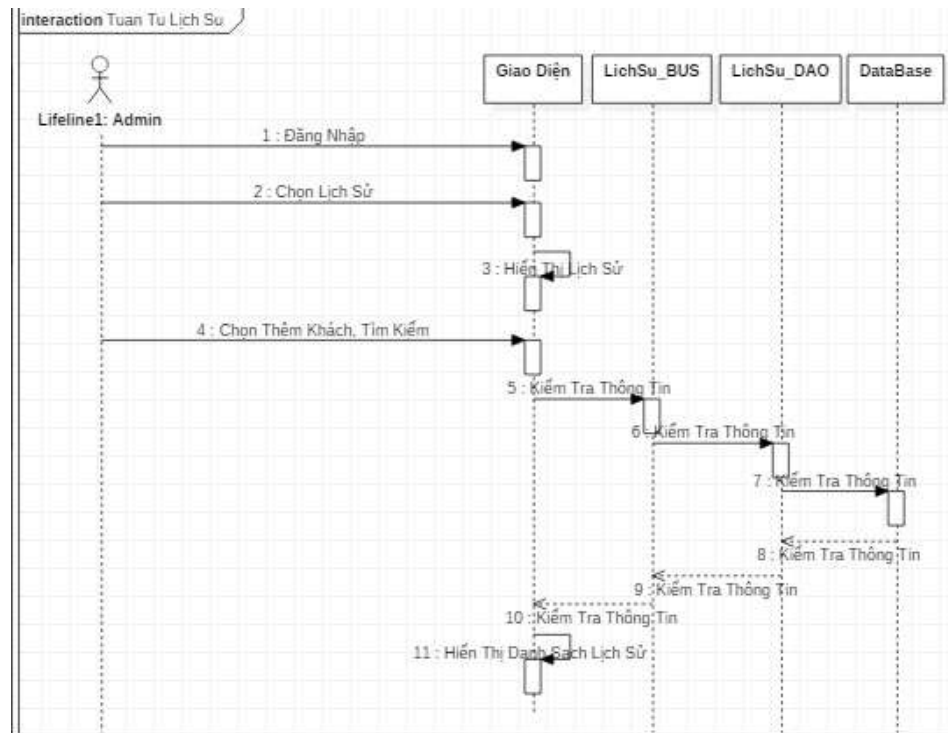 interaction Tuan Tu Lich Su
Giao Diện
LichSu_BUS
LichSu_DAO
DataBase
Lifeline1: Admin
1 : Đăng Nhập
2 : Chọn Lịch Sử
3 : Hiển Thị Lịch Sử
4 : Chọn Thêm Khách, Tìm Kiếm
5 : Kiểm Tra Thông Tin
6 : Kiểm Tra Thông Tin
7 : Kiểm Tra Thông Tin
8 : Kiểm Tra Thông Tin
9 : Kiểm Tra Thông Tin
10 : Kiểm Tra Thông Tin
11 : Hiển Thị Danh Sách Lịch Sử